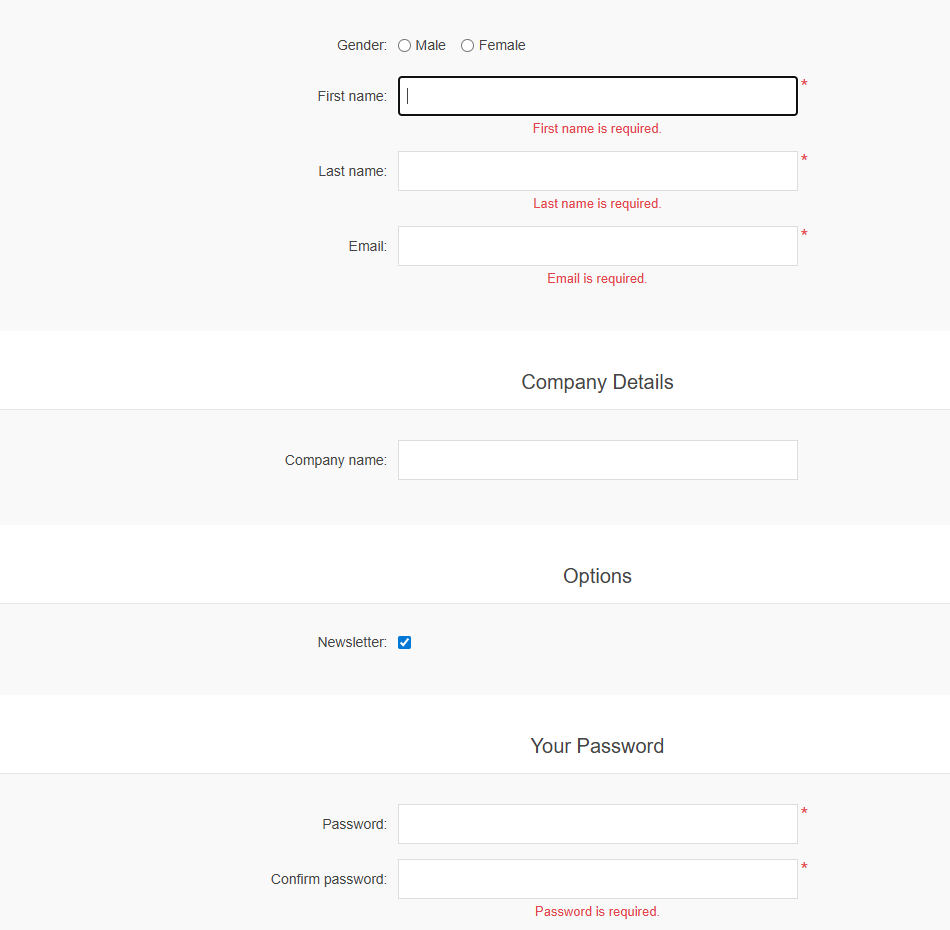 Gender: Male Female
First name: *
First name is required.
Last name: *
Last name is required.
Email: *
Email is required.
Company Details
Company name:
Options
Newsletter:
Your Password
Password: *
Confirm password: *
Password is required.